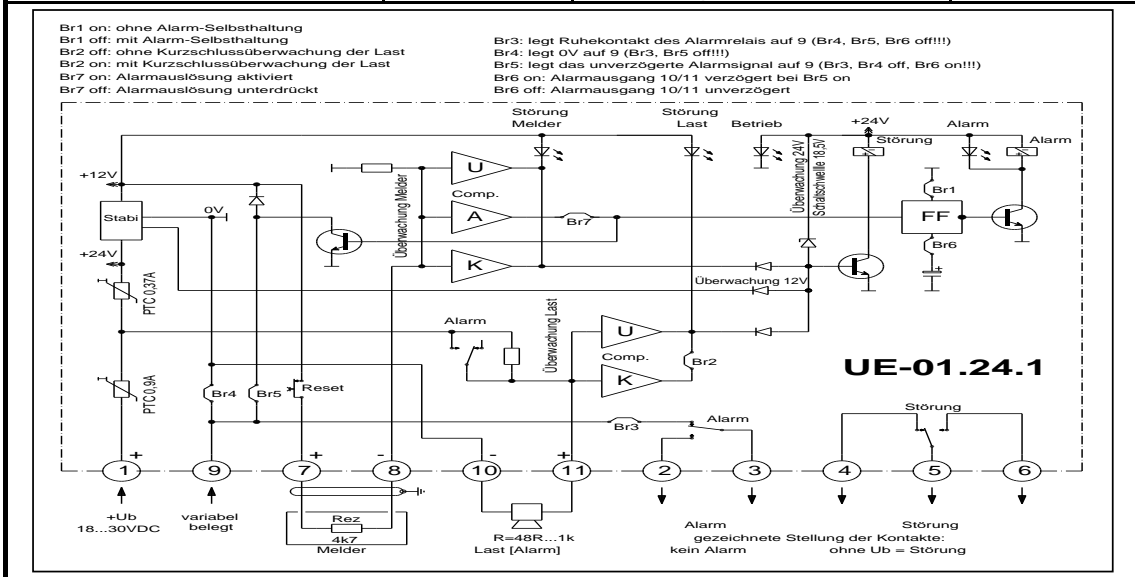 Br1 on: ohne Alarm-Selbsthaltung
Br1 off: mit Alarm-Selbsthaltung
Br2 off: ohne Kurzschlussüberwachung der Last
Br2 on: mit Kurzschlussüberwachung der Last
Br7 on: Alarmauslösung aktiviert
Br7 off: Alarmauslösung unterdrückt
Br3: legt Ruhekontakt des Alarmrelais auf 9 (Br4, Br5, Br6 off!!!)
Br4: legt 0V auf 9 (Br3, Br5 off!!!)
Br5: legt das unverzögerte Alarmsignal auf 9 (Br3, Br4 off, Br6 on!!!)
Br6 on: Alarmausgang 10/11 verzögert bei Br5 on
Br6 off: Alarmausgang 10/11 unverzögert
Störung
Melder
Störung
Last
Betrieb
Überwachung 24V
Schaltschwelle 18,5V
+24V
Störung
Alarm
Alarm
+12V
Stabi
0V
+24V
PTC 0,37A
PTC 0,9A
Überwachung Melder
U
Comp.
A
K
Br7
Br1
FF
Br6
Überwachung 12V
Alarm
Überwachung Last
U
Comp.
K
Br2
UE-01.24.1
Br4
Br5
Reset
Br3
Alarm
Störung
+
+
-
-
+
1
9
7
8
10
11
2
3
4
5
6
+Ub
18...30VDC
variabel
belegt
Rez
4k7
Melder
R=48R...1k
Last [Alarm]
Alarm
Störung
gezeichnete Stellung der Kontakte:
kein Alarm
ohne Ub = Störung